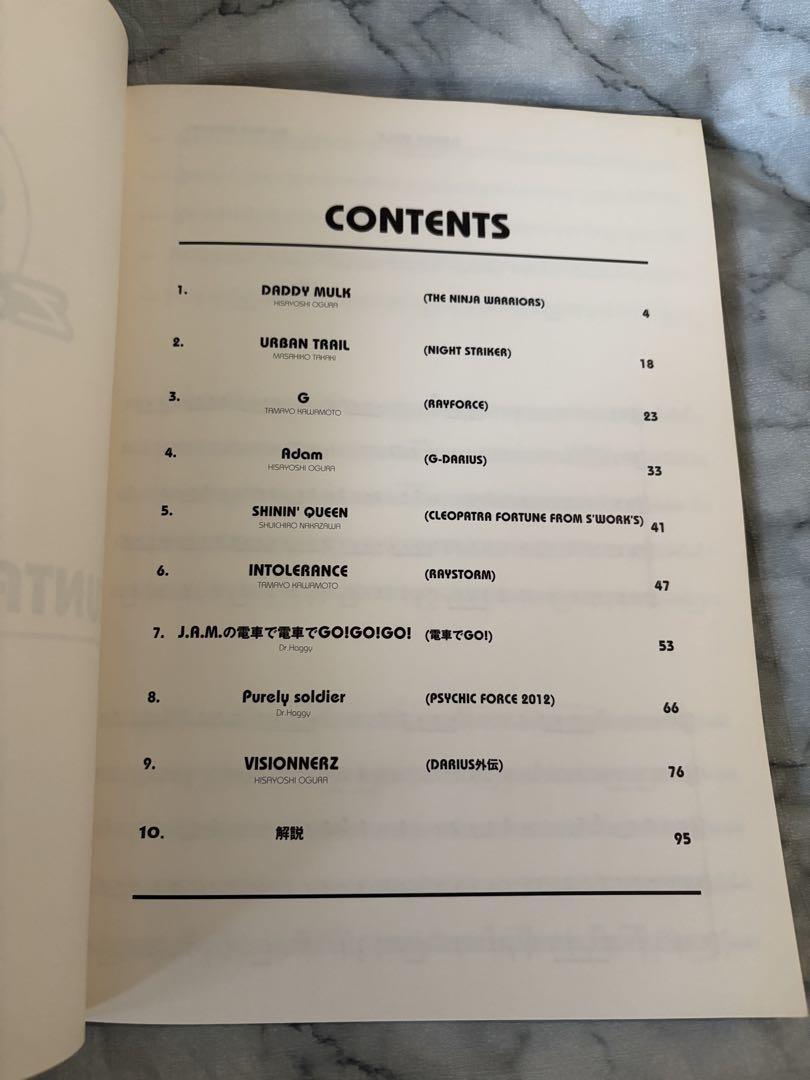 CONTENTS
1. DADDY MULK (THE NINJA WARRIORS) 4
HISAYOSHI OGURA
2. URBAN TRAIL (NIGHT STRIKER) 18
MASAHIKO TAKAKI
3. G (RAYFORCE) 23
TAMAYO KAWAMOTO
4. Adam (G-DARIUS) 33
HISAYOSHI OGURA
5. SHININ' QUEEN (CLEOPATRA FORTUNE FROM S'WORK'S) 41
SHUICHIRO NAKAZAWA
6. INTOLERANCE (RAYSTORM) 47
TAMAYO KAWAMOTO
7. J.A.M.の電車で電車でGO!GO!GO! (電車でGO!) 53
Dr.Haggy
8. Purely soldier (PSYCHIC FORCE 2012) 66
Dr.Haggy
9. VISIONNERZ (DARIUS外伝) 76
HISAYOSHI OGURA
10. 解説 95